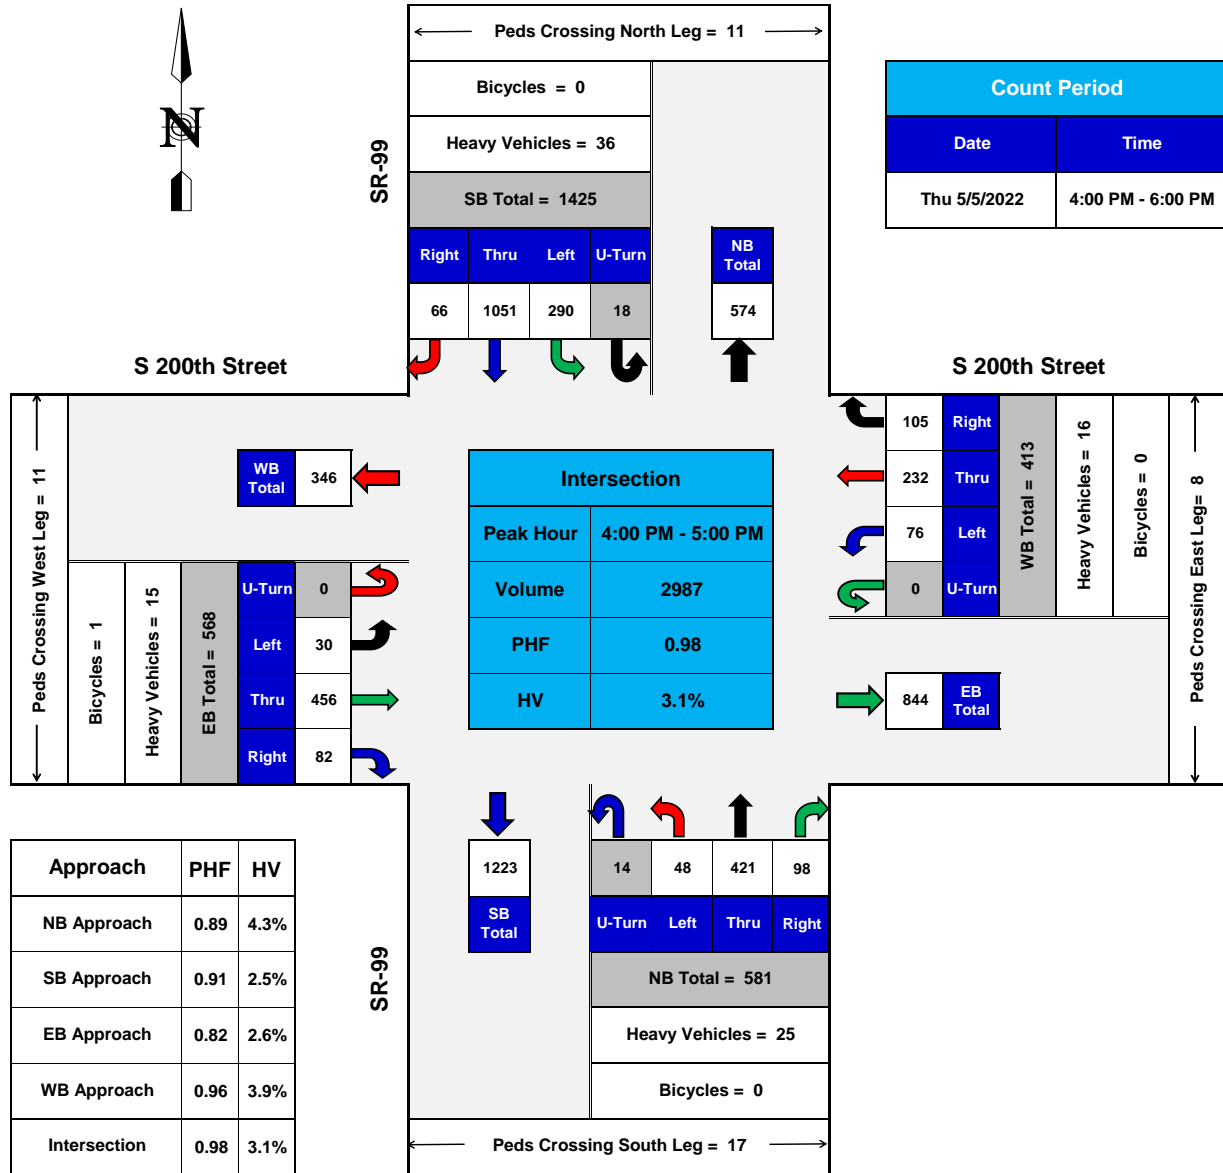 Peds Crossing North Leg = 11
N
SR-99
Bicycles = 0
Heavy Vehicles = 36
SB Total = 1425
Right Thru Left U-Turn
66 1051 290 18
NB Total
574
Count Period
Date Time
Thu 5/5/2022 4:00 PM - 6:00 PM
S 200th Street
S 200th Street
Peds Crossing West Leg = 11
WB Total
346
Bicycles = 1
Heavy Vehicles = 15
EB Total = 568
U-Turn 0
Left 30
Thru 456
Right 82
Intersection
Peak Hour 4:00 PM - 5:00 PM
Volume 2987
PHF 0.98
HV 3.1%
105 Right
232 Thru
76 Left
0 U-Turn
WB Total = 413
Heavy Vehicles = 16
Bicycles = 0
Peds Crossing East Leg= 8
844
EB Total
1223
SB Total
14 48 421 98
U-Turn Left Thru Right
NB Total = 581
Heavy Vehicles = 25
Bicycles = 0
Peds Crossing South Leg = 17
SR-99
Approach PHF HV
NB Approach 0.89 4.3%
SB Approach 0.91 2.5%
EB Approach 0.82 2.6%
WB Approach 0.96 3.9%
Intersection 0.98 3.1%